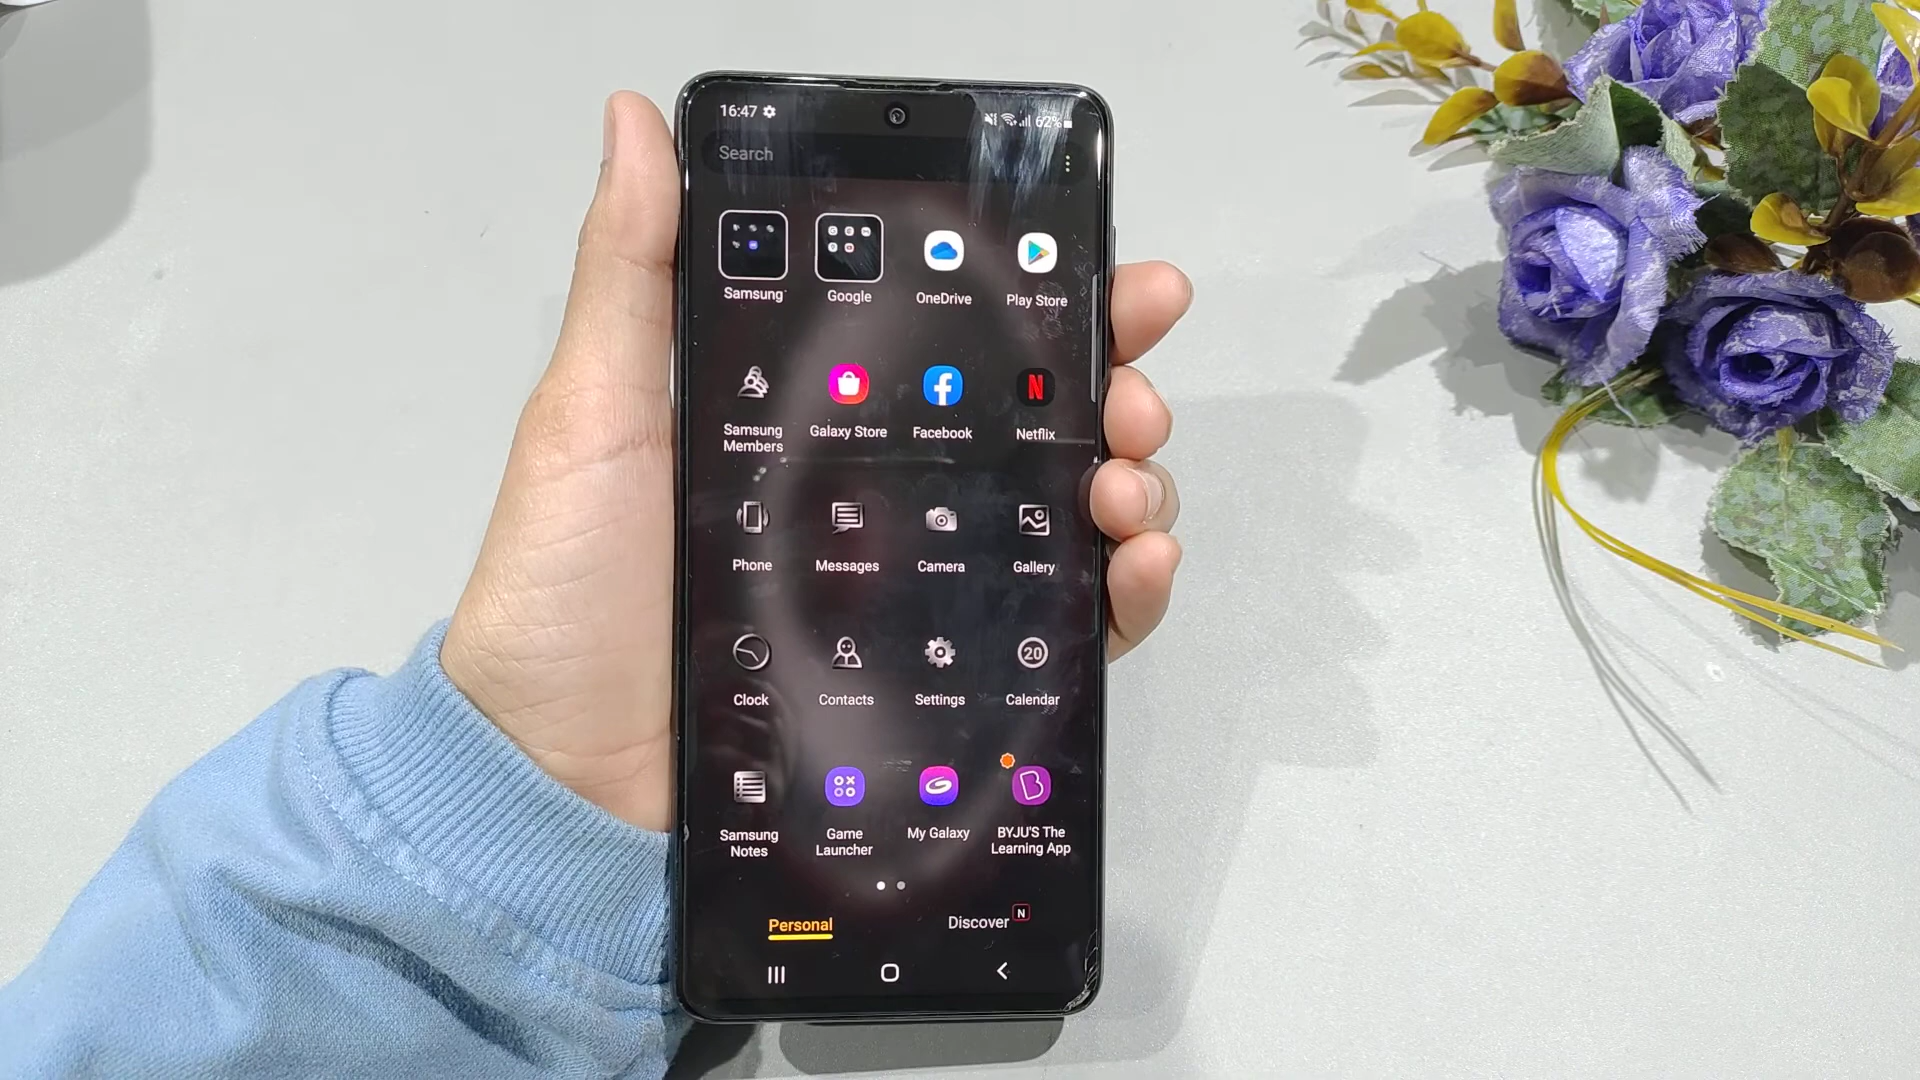 16:47
62%
Search
Samsung
Google
OneDrive
Play Store
Samsung
Members
Galaxy Store
Facebook
N
Netflix
Phone
Messages
Camera
Gallery
20
Clock
Contacts
Settings
Calendar
Samsung
Notes
Game
Launcher
My Galaxy
B
BYJU'S The
Learning App
Personal
Discover N